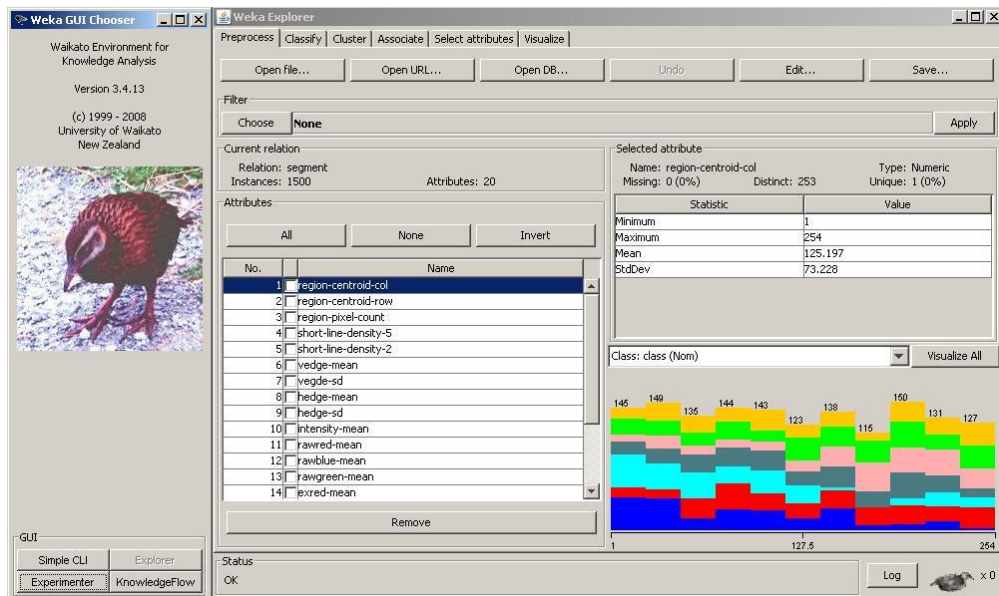 Weka GUI Chooser
Waikato Environment for
Knowledge Analysis
Version 3.4.13
(c) 1999 - 2008
University of Waikato
New Zealand
GUI
Simple CLI Explorer
Experimenter KnowledgeFlow
Weka Explorer
Preprocess Classify Cluster Associate Select attributes Visualize
Open file... Open URL... Open DB... Undo Edit... Save...
Filter
Choose None Apply
Current relation
Relation: segment
Instances: 1500 Attributes: 20
Attributes
All None Invert
No. Name
1 region-centroid-col
2 region-centroid-row
3 region-pixel-count
4 short-line-density-5
5 short-line-density-2
6 vedge-mean
7 vegde-sd
8 hedge-mean
9 hedge-sd
10 intensity-mean
11 rawred-mean
12 rawblue-mean
13 rawgreen-mean
14 exred-mean
Remove
Selected attribute
Name: region-centroid-col Type: Numeric
Missing: 0 (0%) Distinct: 253 Unique: 1 (0%)
Statistic Value
Minimum 1
Maximum 254
Mean 125.197
StdDev 73.228
Class: class (Nom) Visualize All
145 149 135 144 143 123 138 115 150 131 127
1 127.5 254
Status
OK Log x 0